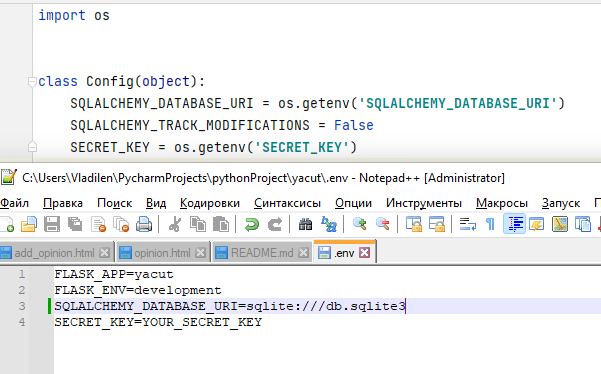 import os
class Config(object):
SQLALCHEMY_DATABASE_URI = os.getenv('SQLALCHEMY_DATABASE_URI')
SQLALCHEMY_TRACK_MODIFICATIONS = False
SECRET_KEY = os.getenv('SECRET_KEY')
C:\Users\Vladilen\PycharmProjects\pythonProject\yacut\.env - Notepad++ [Administrator]
Файл Правка Поиск Вид Кодировки Синтаксисы Опции Инструменты Макросы Запуск
add_opinion.html opinion.html README.md .env
1 FLASK_APP=yacut
2 FLASK_ENV=development
3 SQLALCHEMY_DATABASE_URI=sqlite:///db.sqlite3
4 SECRET_KEY=YOUR_SECRET_KEY